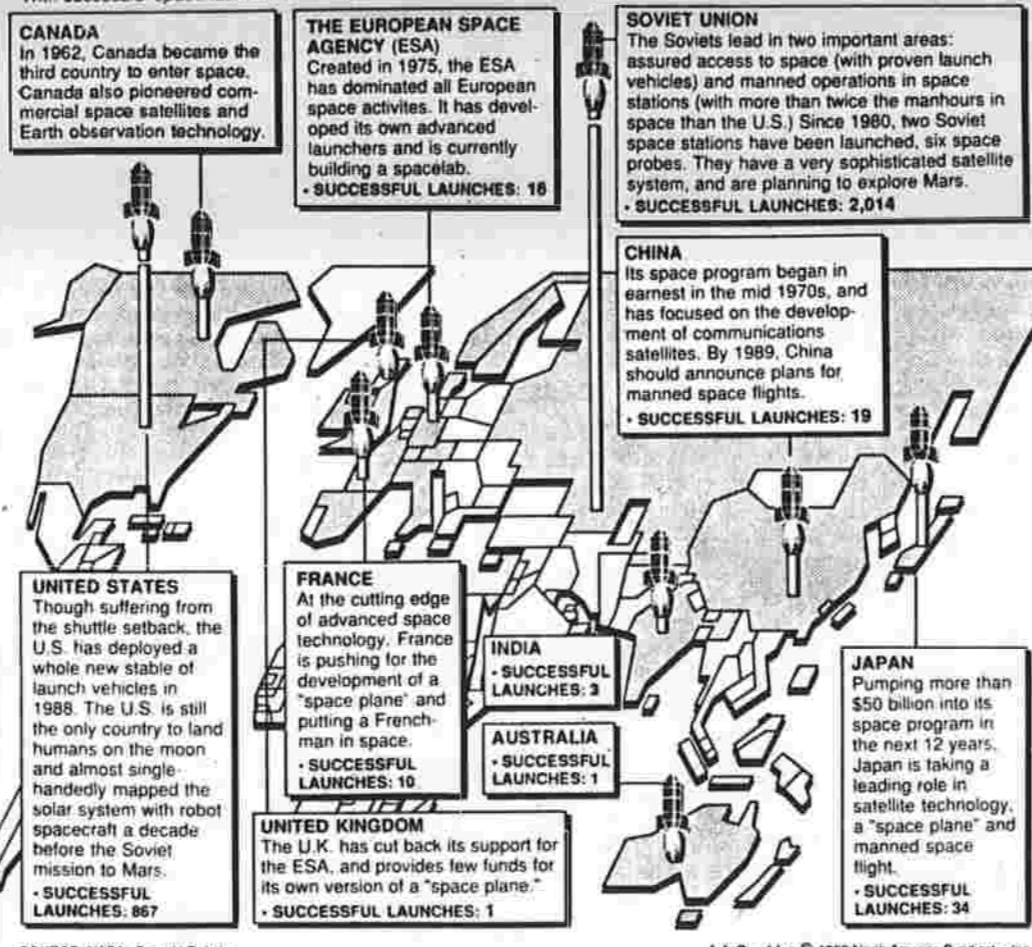 CANADA
In 1962, Canada became the
third country to enter space.
Canada also pioneered com-
mercial space satellites and
Earth observation technology.
THE EUROPEAN SPACE
AGENCY (ESA)
Created in 1975, the ESA
has dominated all European
space activites. It has devel-
oped its own advanced
launchers and is currently
building a spacelab.
• SUCCESSFUL LAUNCHES: 16
SOVIET UNION
The Soviets lead in two important areas:
assured access to space (with proven launch
vehicles) and manned operations in space
stations (with more than twice the manhours in
space than the U.S.) Since 1980, two Soviet
space stations have been launched, six space
probes. They have a very sophisticated satellite
system, and are planning to explore Mars.
• SUCCESSFUL LAUNCHES: 2,014
CHINA
Its space program began in
earnest in the mid 1970s, and
has focused on the develop-
ment of communications
satellites. By 1989, China
should announce plans for
manned space flights.
• SUCCESSFUL LAUNCHES: 19
UNITED STATES
Though suffering from
the shuttle setback, the
U.S. has deployed a
whole new stable of
launch vehicles in
1988. The U.S. is still
the only country to land
humans on the moon
and almost single-
handedly mapped the
solar system with robot
spacecraft a decade
before the Soviet
mission to Mars.
• SUCCESSFUL
LAUNCHES: 867
FRANCE
At the cutting edge
of advanced space
technology. France
is pushing for the
development of a
"space plane" and
putting a French-
man in space.
• SUCCESSFUL
LAUNCHES: 10
INDIA
• SUCCESSFUL
LAUNCHES: 3
AUSTRALIA
• SUCCESSFUL
LAUNCHES: 1
UNITED KINGDOM
The U.K. has cut back its support for
the ESA, and provides few funds for
its own version of a "space plane."
• SUCCESSFUL LAUNCHES: 1
JAPAN
Pumping more than
$50 billion into its
space program in
the next 12 years,
Japan is taking a
leading role in
satellite technology,
a "space plane" and
manned space
flight.
• SUCCESSFUL
LAUNCHES: 34